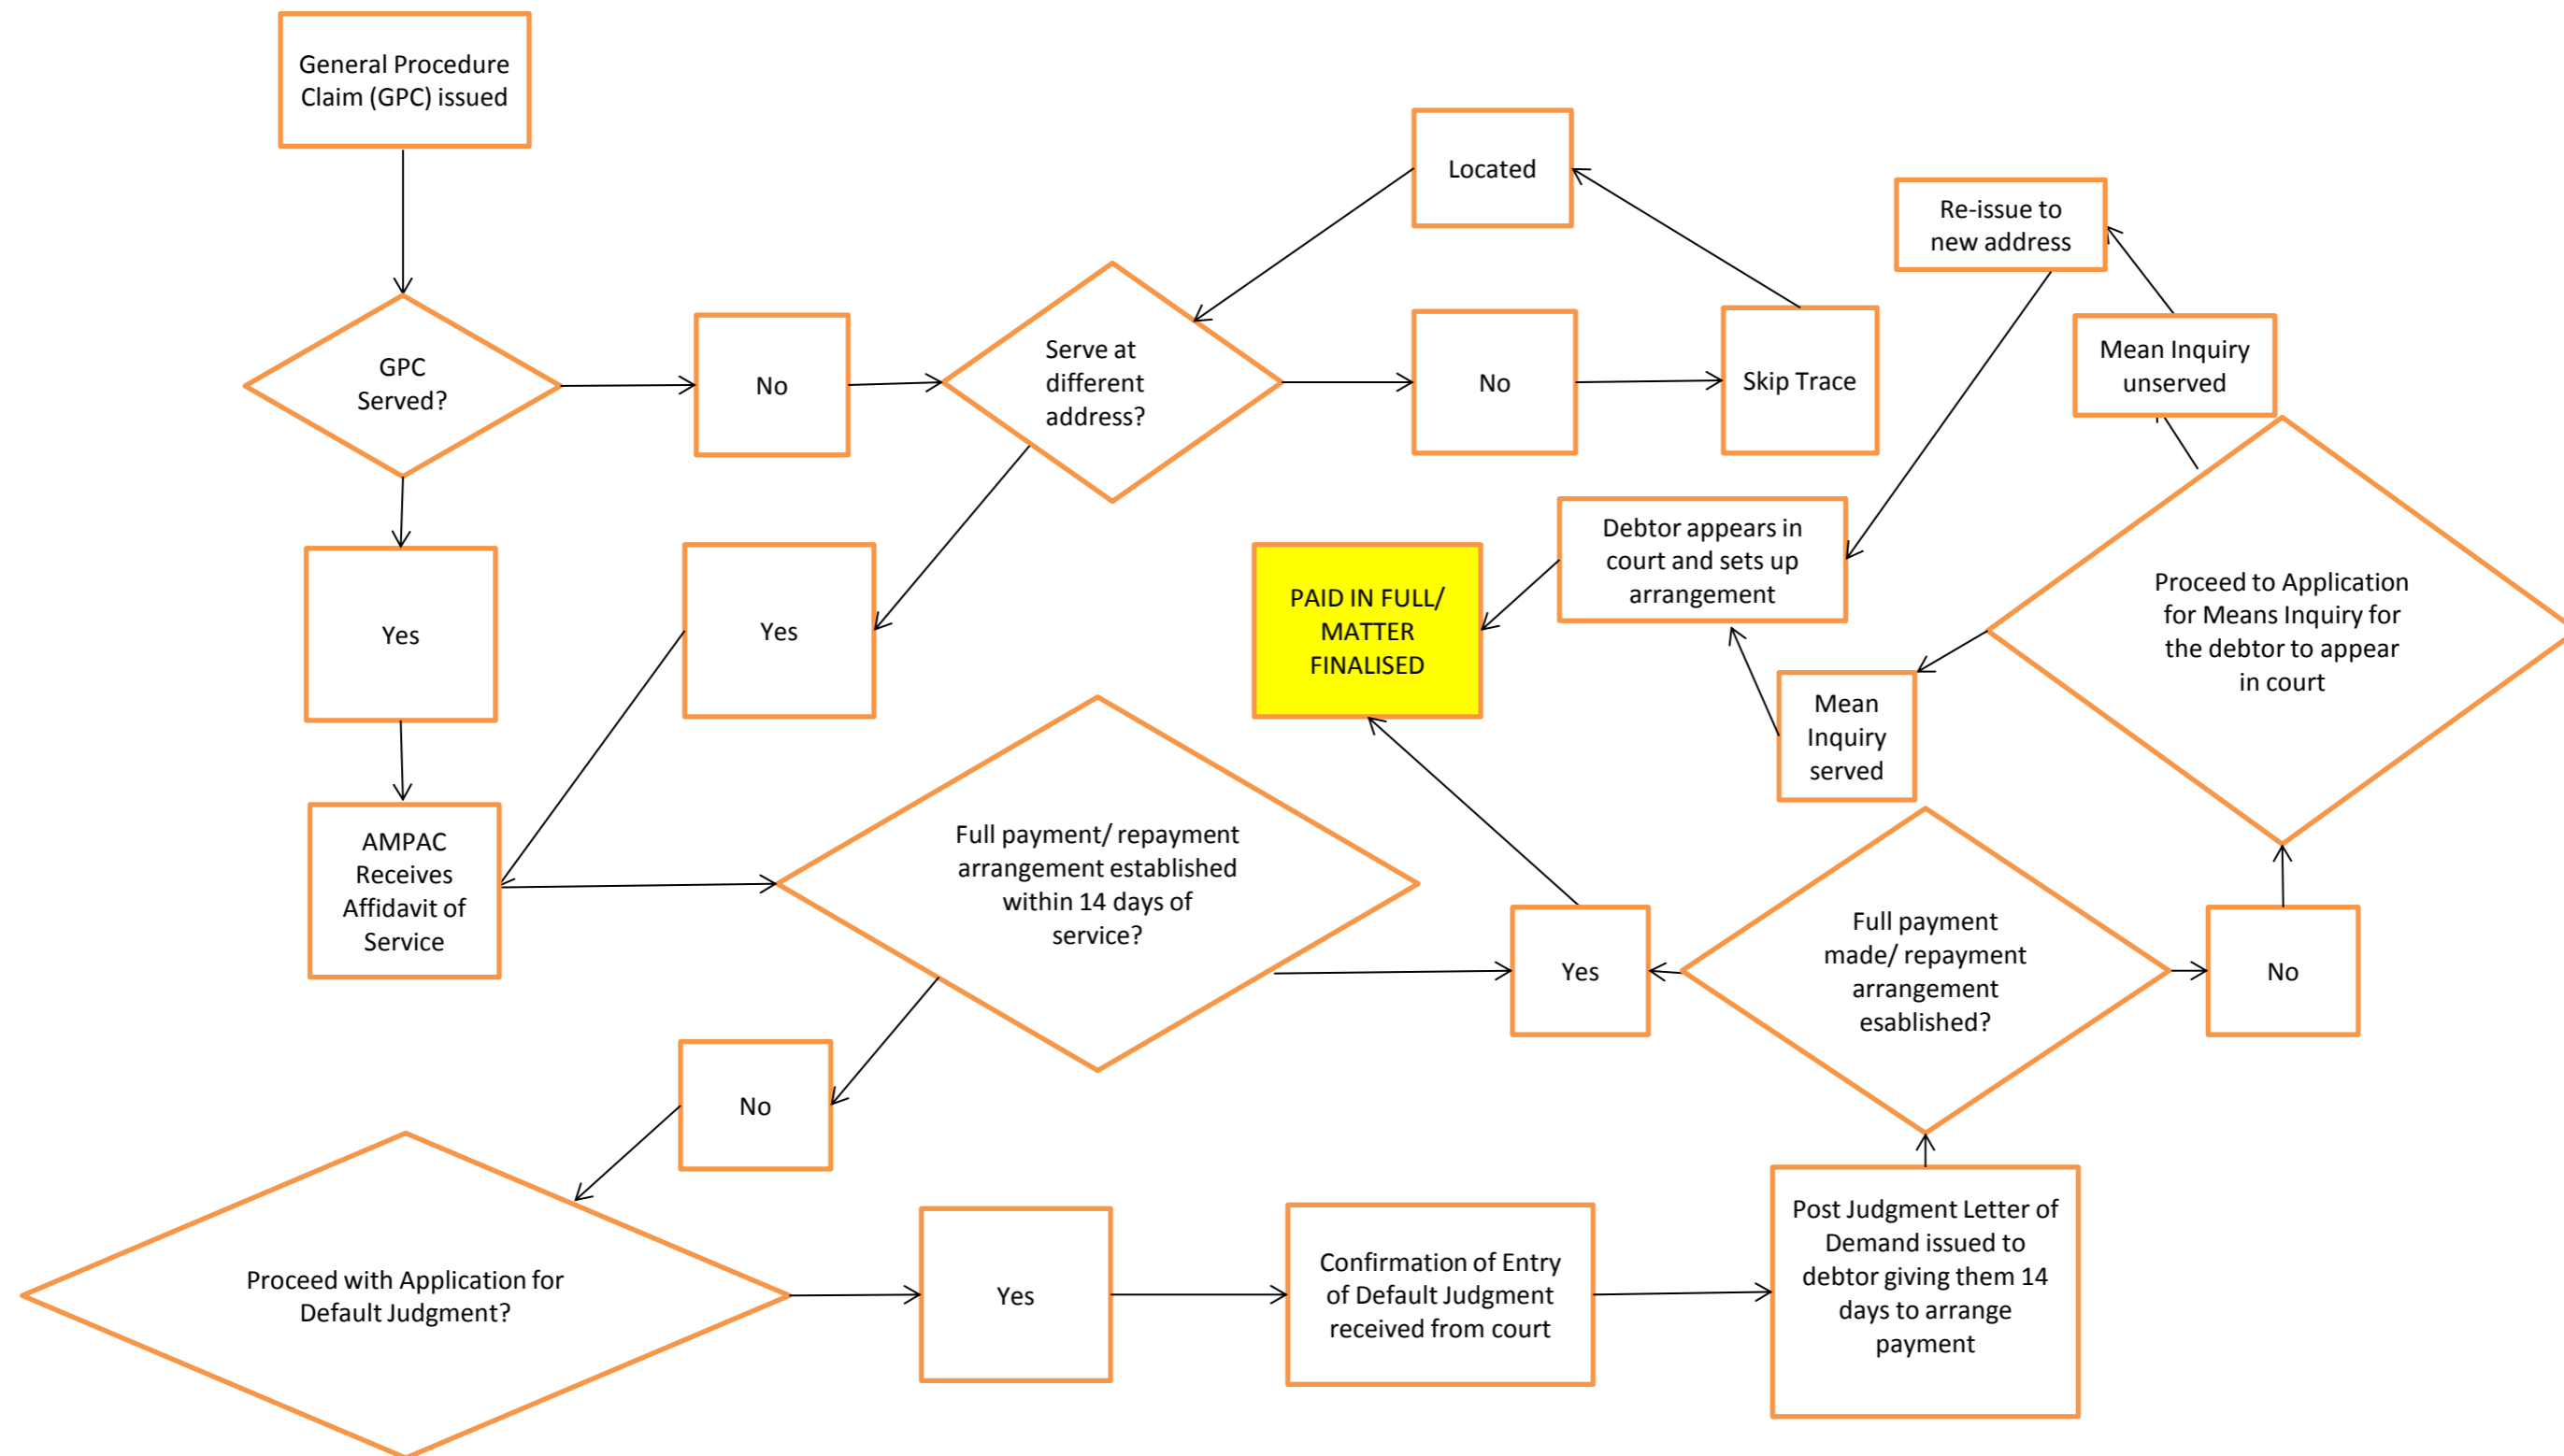 General Procedure
Claim (GPC) issued
Located
Re-issue to
new address
GPC
Served?
No
Serve at
different
address?
No
Skip Trace
Mean Inquiry
unserved
Yes
Yes
PAID IN FULL/
MATTER
FINALISED
Debtor appears in
court and sets up
arrangement
Proceed to Application
for Means Inquiry for
the debtor to appear
in court
Mean
Inquiry
served
AMPAC
Receives
Affidavit of
Service
Full payment/ repayment
arrangement established
within 14 days of
service?
Yes
Full payment
made/ repayment
arrangement
esablished?
No
No
Proceed with Application for
Default Judgment?
Yes
Confirmation of Entry
of Default Judgment
received from court
Post Judgment Letter of
Demand issued to
debtor giving them 14
days to arrange
payment